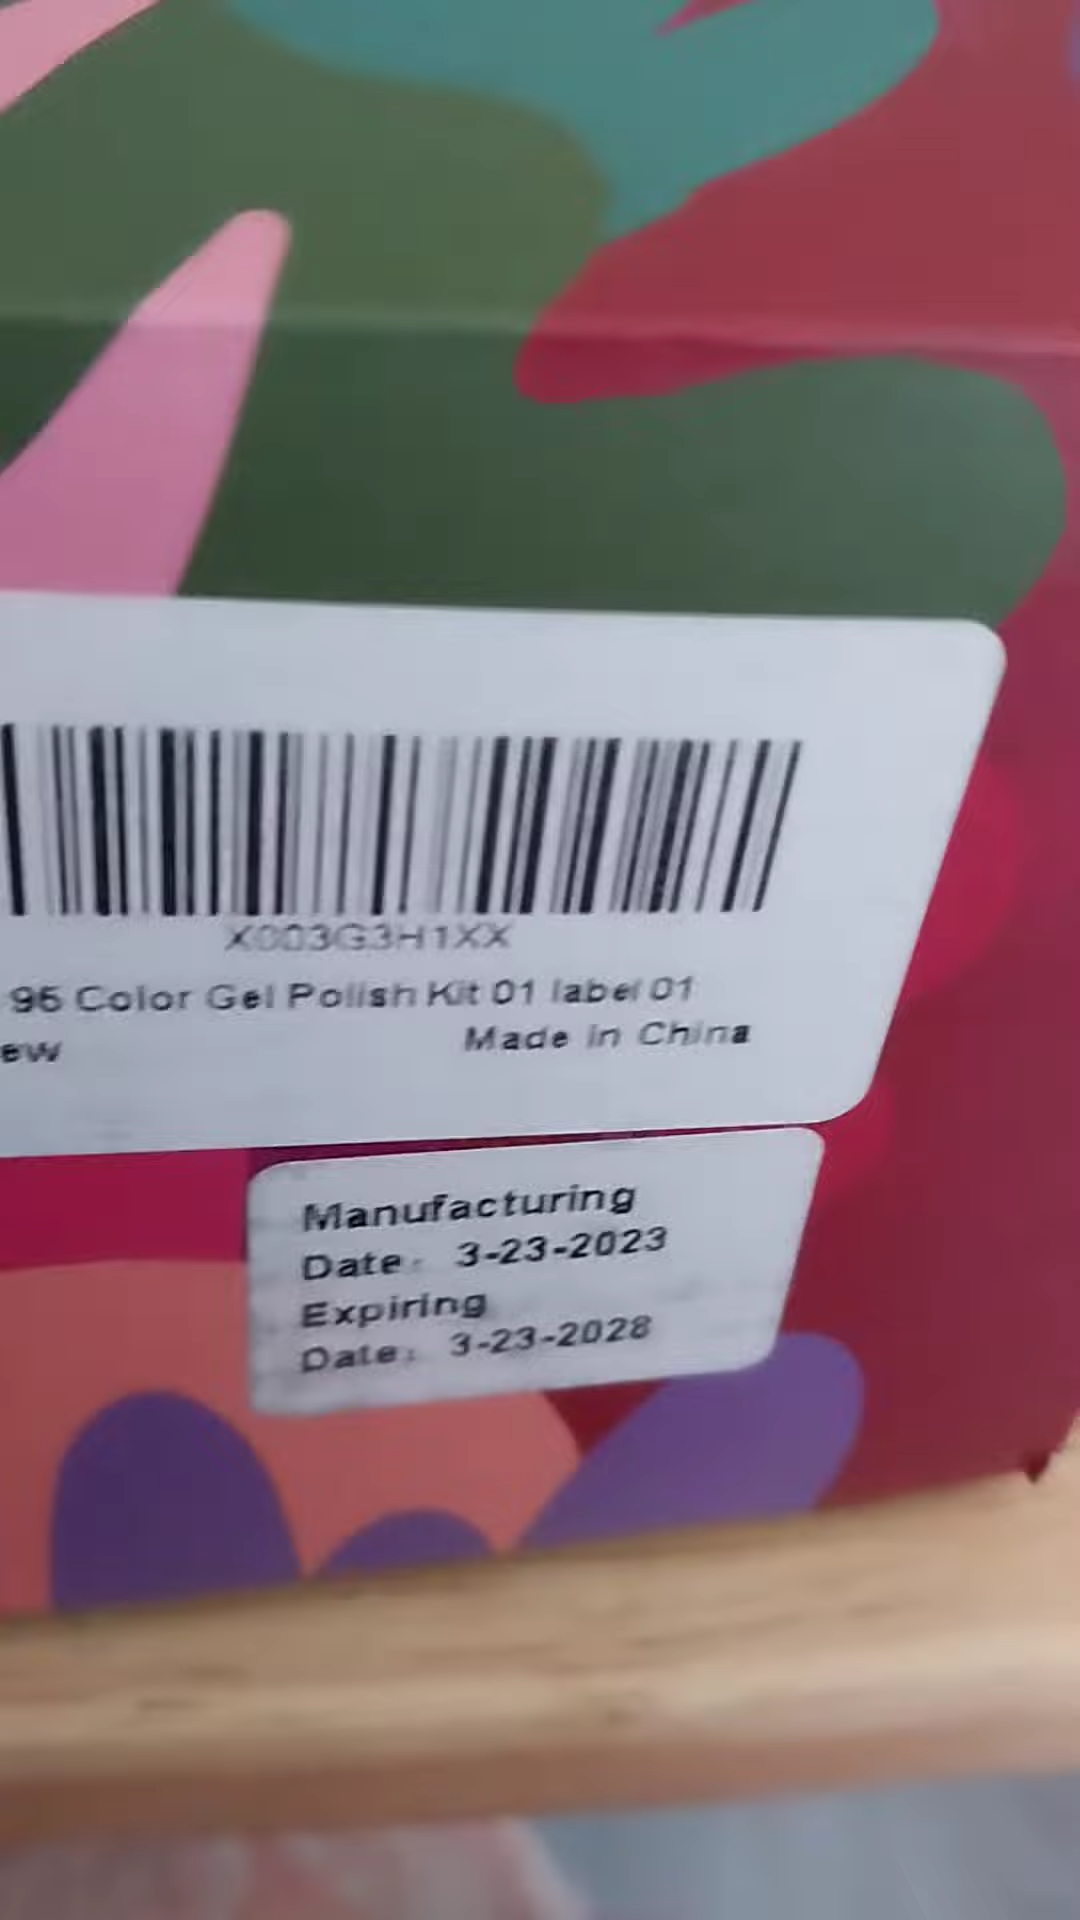 X003G3H1XX
96 Color Gel Polish Kit 01 label 01
ew
Made in China
Manufacturing
Date: 3-23-2023
Expiring
Date: 3-23-2028